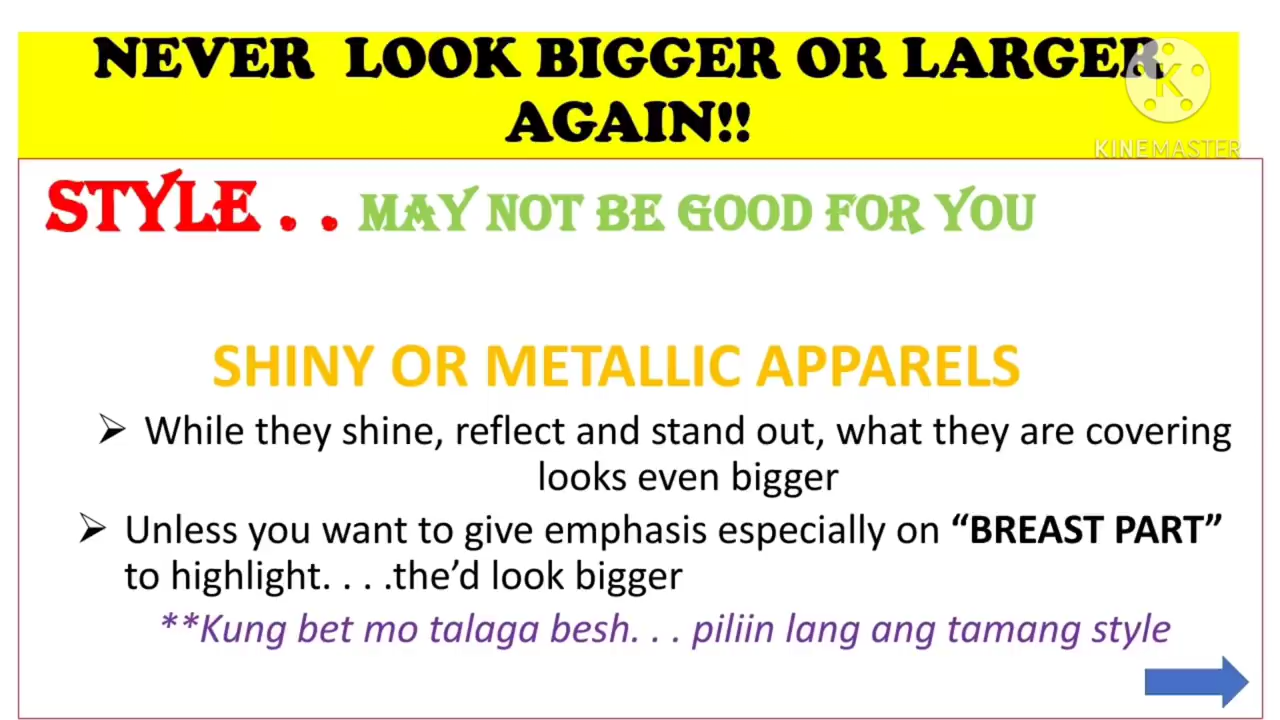 NEVER LOOK BIGGER OR LARGER
AGAIN!!
KINEMASTER
STYLE . . MAY NOT BE GOOD FOR YOU
SHINY OR METALLIC APPARELS
➢ While they shine, reflect and stand out, what they are covering
looks even bigger
➢ Unless you want to give emphasis especially on “BREAST PART”
to highlight. . . .the’d look bigger
**Kung bet mo talaga besh. . . piliin lang ang tamang style